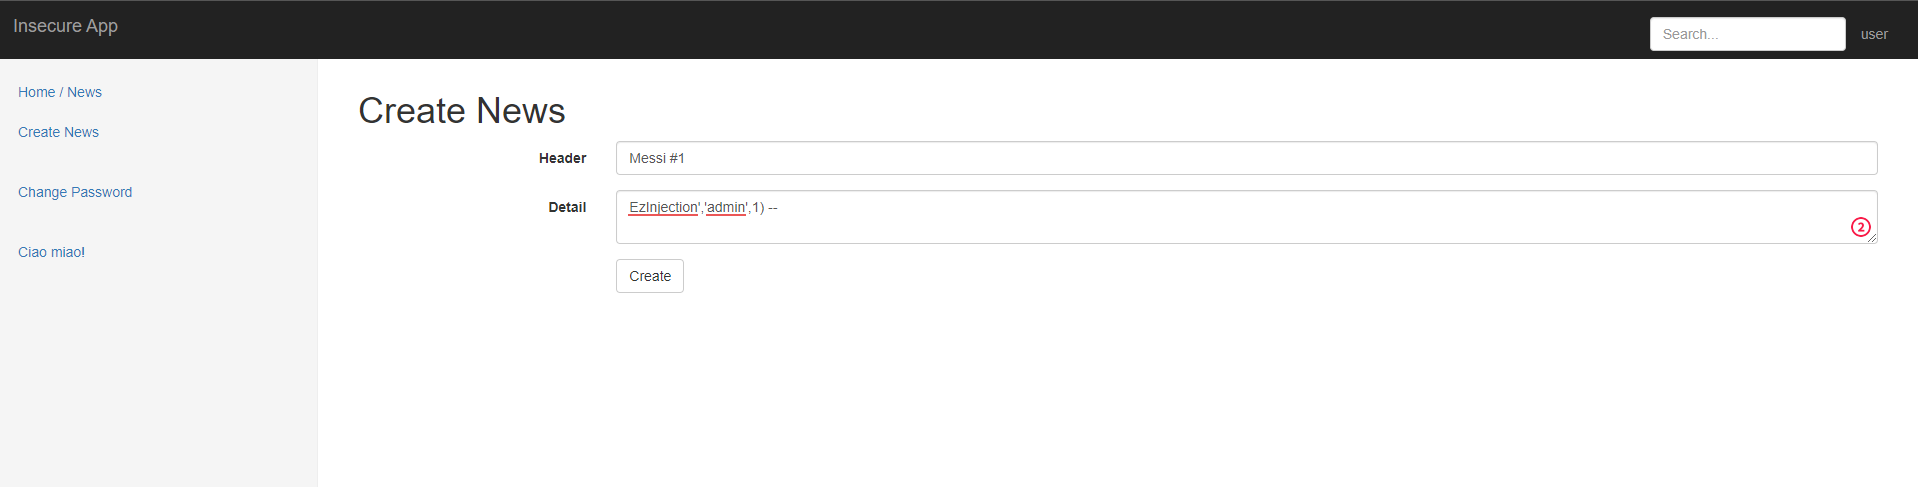 Insecure App
Search...
user
Home / News
Create News
Change Password
Ciao miao!
Create News
Header
Messi #1
Detail
EzInjection','admin',1) --
2
Create